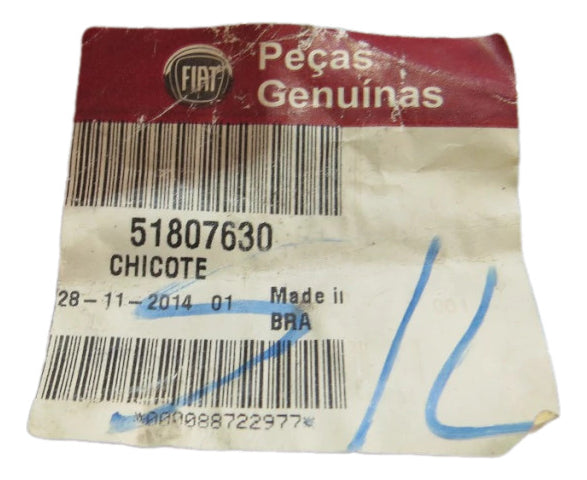 FIAT
Peças
Genuínas
51807630
CHICOTE
28-11-2014 01
Made i
BRA
*000088722977*